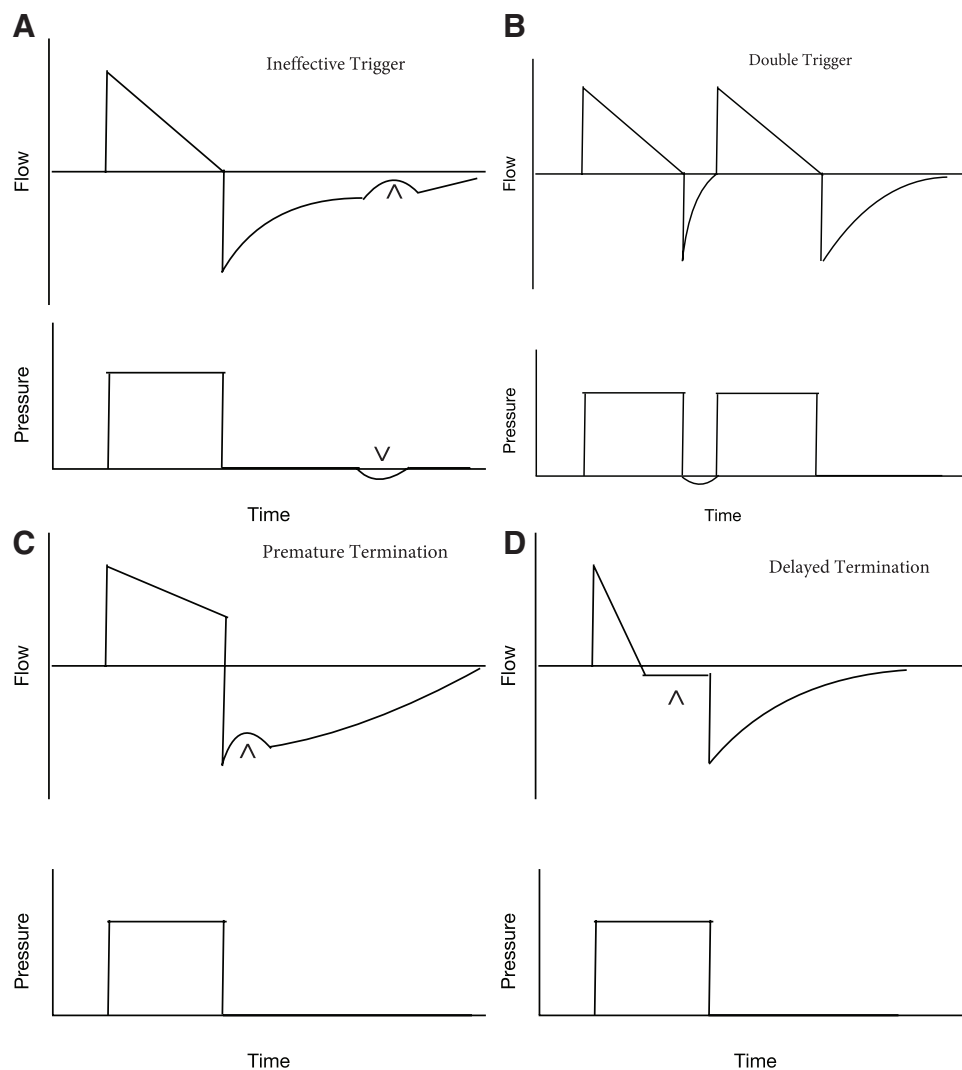 A
Ineffective Trigger
Flow
Pressure
Time
B
Double Trigger
Flow
Pressure
Time
C
Premature Termination
Flow
Pressure
Time
D
Delayed Termination
Flow
Pressure
Time